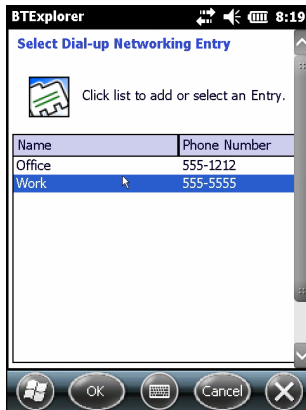 BTExplorer 8:19
Select Dial-up Networking Entry
Click list to add or select an Entry.
Name Phone Number
Office 555-1212
Work 555-5555
OK Cancel